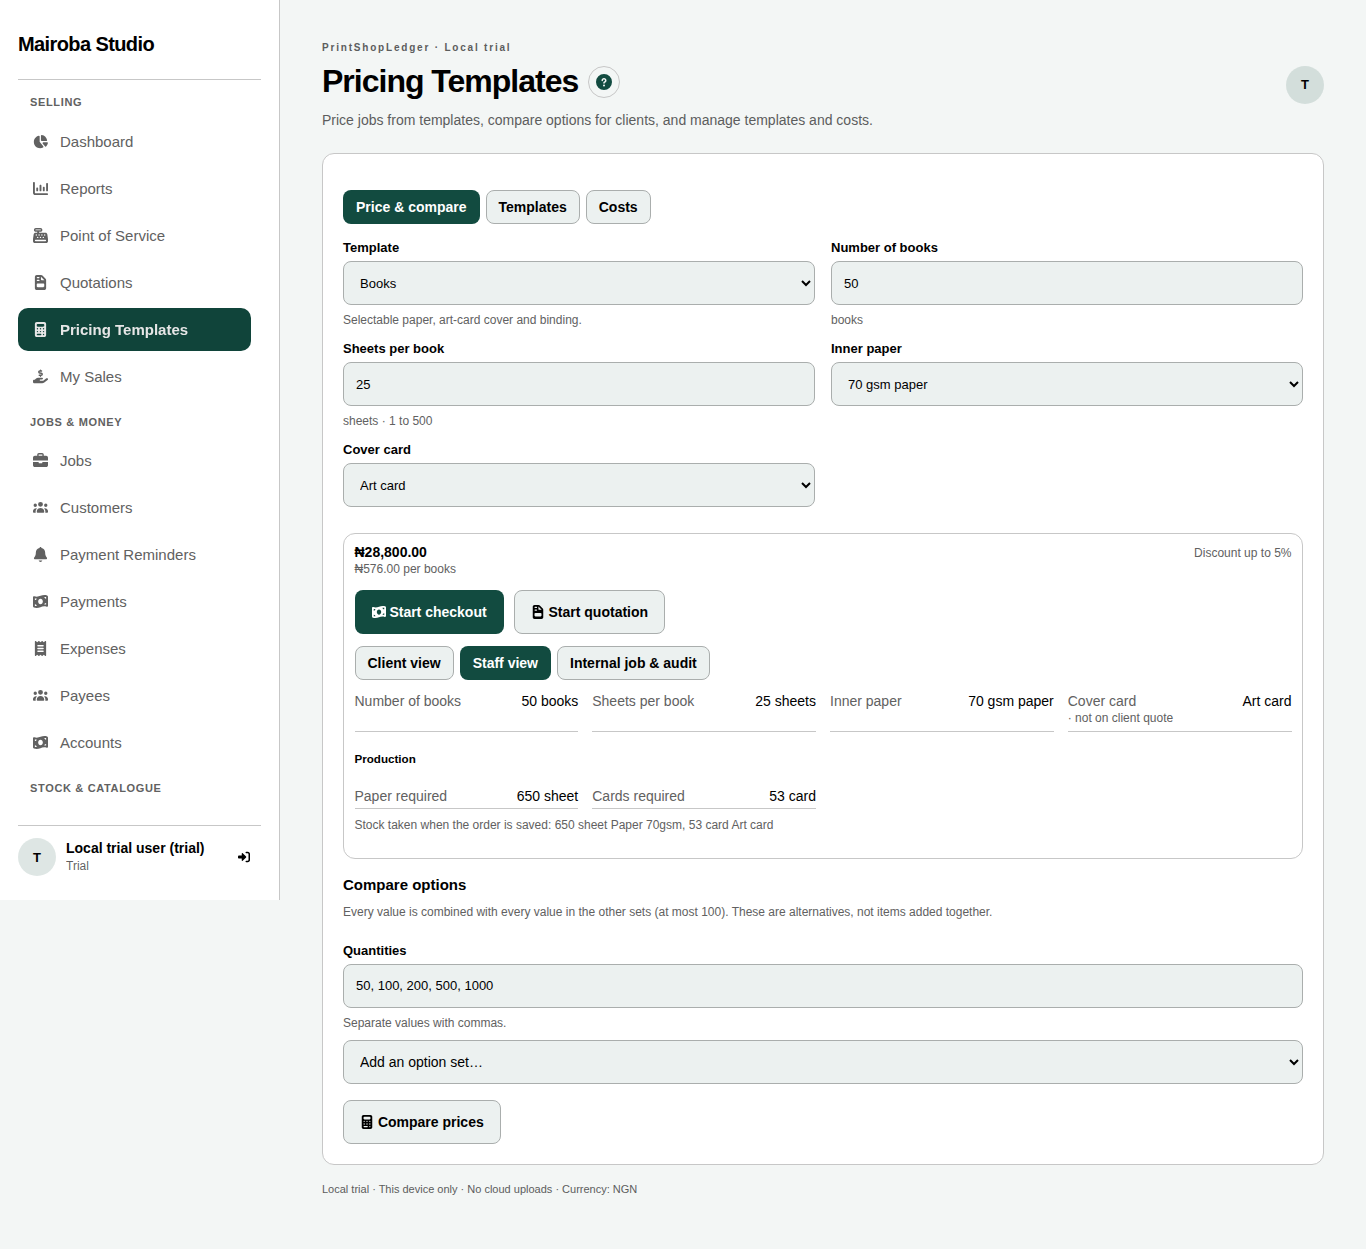 Mairoba Studio
SELLING
Dashboard
Reports
Point of Service
Quotations
Pricing Templates
My Sales
JOBS & MONEY
Jobs
Customers
Payment Reminders
Payments
Expenses
Payees
Accounts
STOCK & CATALOGUE
T
Local trial user (trial)
Trial
PrintShopLedger · Local trial
Pricing Templates
?
T
Price jobs from templates, compare options for clients, and manage templates and costs.
Price & compare
Templates
Costs
Template
Number of books
Books
50
Selectable paper, art-card cover and binding.
books
Sheets per book
Inner paper
25
70 gsm paper
sheets · 1 to 500
Cover card
Art card
₦28,800.00
Discount up to 5%
₦576.00 per books
Start checkout
Start quotation
Client view
Staff view
Internal job & audit
Number of books 50 books
Sheets per book 25 sheets
Inner paper 70 gsm paper
Cover card Art card
· not on client quote
Production
Paper required 650 sheet
Cards required 53 card
Stock taken when the order is saved: 650 sheet Paper 70gsm, 53 card Art card
Compare options
Every value is combined with every value in the other sets (at most 100). These are alternatives, not items added together.
Quantities
50, 100, 200, 500, 1000
Separate values with commas.
Add an option set…
Compare prices
Local trial · This device only · No cloud uploads · Currency: NGN